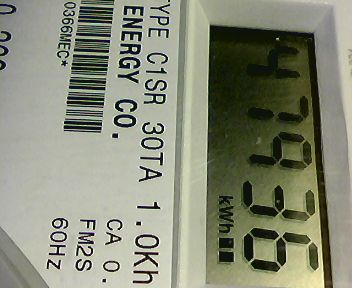 47936
kWh
TYPE C1SR 30TA 1.0Kh
ENERGY CO.
CA 0.
FM2S
60HZ
0366MEC*